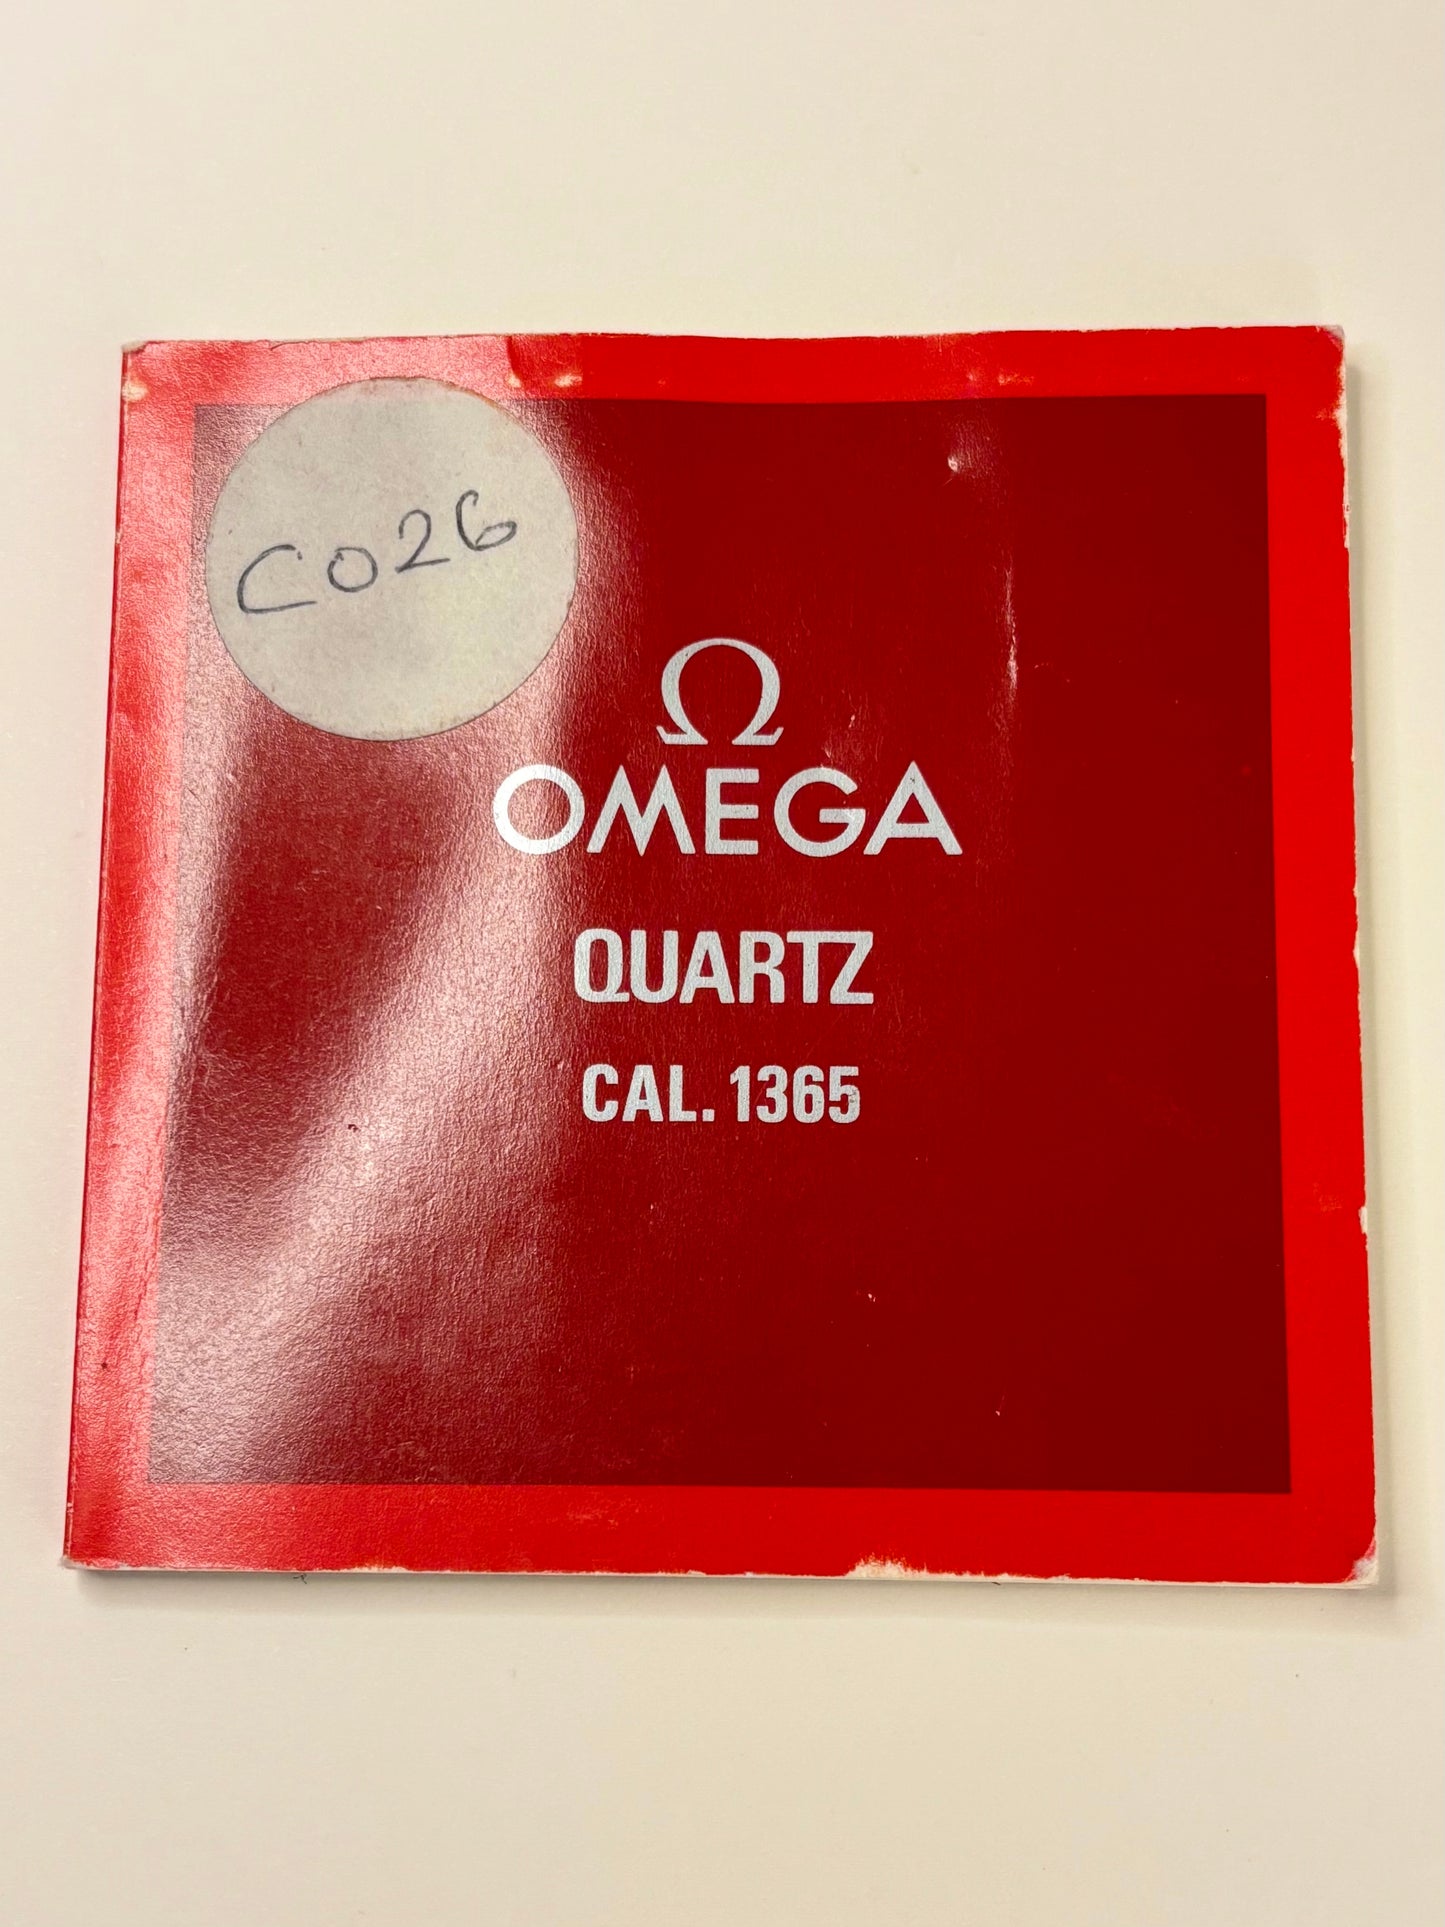 C026
Ω
OMEGA
QUARTZ
CAL. 1365